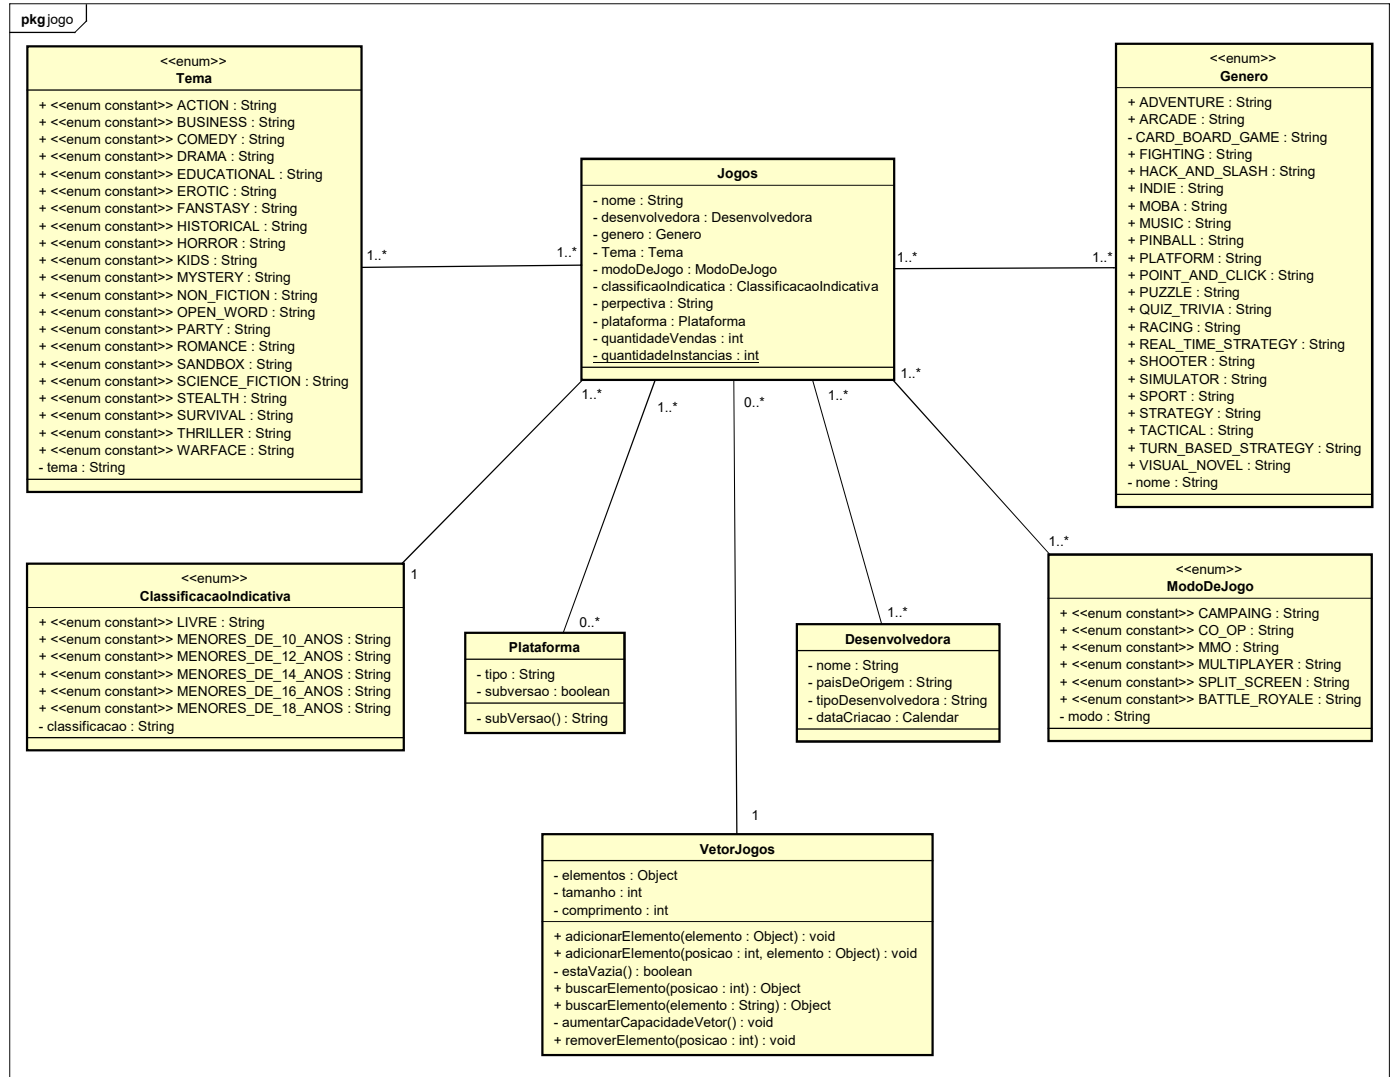 pkg jogo
<<enum>>
Tema
+ <<enum constant>> ACTION : String
+ <<enum constant>> BUSINESS : String
+ <<enum constant>> COMEDY : String
+ <<enum constant>> DRAMA : String
+ <<enum constant>> EDUCATIONAL : String
+ <<enum constant>> EROTIC : String
+ <<enum constant>> FANSTASY : String
+ <<enum constant>> HISTORICAL : String
+ <<enum constant>> HORROR : String
+ <<enum constant>> KIDS : String
+ <<enum constant>> MYSTERY : String
+ <<enum constant>> NON_FICTION : String
+ <<enum constant>> OPEN_WORD : String
+ <<enum constant>> PARTY : String
+ <<enum constant>> ROMANCE : String
+ <<enum constant>> SANDBOX : String
+ <<enum constant>> SCIENCE_FICTION : String
+ <<enum constant>> STEALTH : String
+ <<enum constant>> SURVIVAL : String
+ <<enum constant>> THRILLER : String
+ <<enum constant>> WARFACE : String
- tema : String
1..*
1..*
Jogos
- nome : String
- desenvolvedora : Desenvolvedora
- genero : Genero
- Tema : Tema
- modoDeJogo : ModoDeJogo
- classificaoIndicatica : ClassificacaoIndicativa
- perpectiva : String
- plataforma : Plataforma
- quantidadeVendas : int
- quantidadeInstancias : int
1..*
1..*
<<enum>>
Genero
+ ADVENTURE : String
+ ARCADE : String
- CARD_BOARD_GAME : String
+ FIGHTING : String
+ HACK_AND_SLASH : String
+ INDIE : String
+ MOBA : String
+ MUSIC : String
+ PINBALL : String
+ PLATFORM : String
+ POINT_AND_CLICK : String
+ PUZZLE : String
+ QUIZ_TRIVIA : String
+ RACING : String
+ REAL_TIME_STRATEGY : String
+ SHOOTER : String
+ SIMULATOR : String
+ SPORT : String
+ STRATEGY : String
+ TACTICAL : String
+ TURN_BASED_STRATEGY : String
+ VISUAL_NOVEL : String
- nome : String
1..*
1..*
0..*
1..*
1..*
1
0..*
1..*
1..*
<<enum>>
ClassificacaoIndicativa
+ <<enum constant>> LIVRE : String
+ <<enum constant>> MENORES_DE_10_ANOS : String
+ <<enum constant>> MENORES_DE_12_ANOS : String
+ <<enum constant>> MENORES_DE_14_ANOS : String
+ <<enum constant>> MENORES_DE_16_ANOS : String
+ <<enum constant>> MENORES_DE_18_ANOS : String
- classificacao : String
Plataforma
- tipo : String
- subversao : boolean
- subVersao() : String
Desenvolvedora
- nome : String
- paisDeOrigem : String
- tipoDesenvolvedora : String
- dataCriacao : Calendar
<<enum>>
ModoDeJogo
+ <<enum constant>> CAMPAING : String
+ <<enum constant>> CO_OP : String
+ <<enum constant>> MMO : String
+ <<enum constant>> MULTIPLAYER : String
+ <<enum constant>> SPLIT_SCREEN : String
+ <<enum constant>> BATTLE_ROYALE : String
- modo : String
1
VetorJogos
- elementos : Object
- tamanho : int
- comprimento : int
+ adicionarElemento(elemento : Object) : void
+ adicionarElemento(posicao : int, elemento : Object) : void
- estaVazia() : boolean
+ buscarElemento(posicao : int) : Object
+ buscarElemento(elemento : String) : Object
- aumentarCapacidadeVetor() : void
+ removerElemento(posicao : int) : void